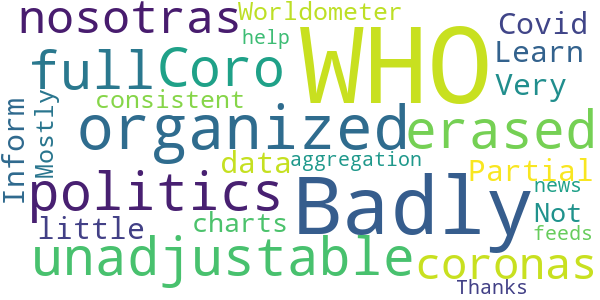 nosotras Worldometer Covid
help WHO Learn
full Coro Very
consistent
Inform Mostly organized erased
data aggregation Partial
politics Badly news
little charts Not
feeds
unadjustable coronas
Thanks